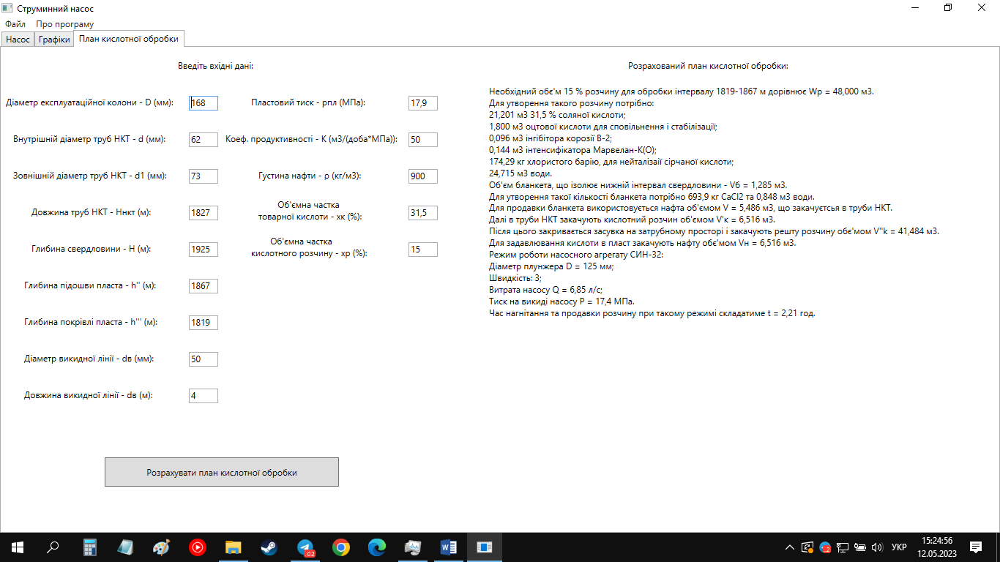 Струминний насос
Файл Про програму
Насос Графіки План кислотної обробки
Введіть вхідні дані:
Діаметр експлуатаційної колони - D (мм): 168
Внутрішній діаметр труб НКТ - d (мм): 62
Зовнішній діаметр труб НКТ - d1 (мм): 73
Довжина труб НКТ - Ннкт (м): 1827
Глибина свердловини - Н (м): 1925
Глибина підошви пласта - h'' (м): 1867
Глибина покрівлі пласта - h''' (м): 1819
Діаметр викидної лінії - dв (мм): 50
Довжина викидної лінії - dв (м): 4
Пластовий тиск - рпл (МПа): 17,9
Коеф. продуктивності - К (м3/(доба*МПа)): 50
Густина нафти - ρ (кг/м3): 900
Об'ємна частка
товарної кислоти - хк (%): 31,5
Об'ємна частка
кислотного розчину - хр (%): 15
Розрахувати план кислотної обробки
Розрахований план кислотної обробки:
Необхідний обє'м 15 % розчину для обробки інтервалу 1819-1867 м дорівнює Wр = 48,000 м3.
Для утворення такого розчину потрібно:
21,201 м3 31,5 % соляної кислоти;
1,800 м3 оцтової кислоти для сповільнення і стабілізації;
0,096 м3 інгібітора корозії В-2;
0,144 м3 інтенсифікатора Марвелан-К(О);
174,29 кг хлористого барію, для нейталізаії сірчаної кислоти;
24,715 м3 води.
Об'єм бланкета, що ізолює нижній інтервал свердловини - Vб = 1,285 м3.
Для утворення такої кількості бланкета потрібно 693,9 кг CaCl2 та 0,848 м3 води.
Для продавки бланкета використовується нафта об'ємом V = 5,486 м3, що закачується в труби НКТ.
Далі в труби НКТ закачують кислотний розчин об'ємом V'к = 6,516 м3.
Після цього закривається засувка на затрубному просторі і закачують решту розчину обє'мом V''k = 41,484 м3.
Для задавлювання кислоти в пласт закачують нафту обє'мом Vн = 6,516 м3.
Режим роботи насосного агрегату СИН-32:
Діаметр плунжера D = 125 мм;
Швидкість: 3;
Витрата насосу Q = 6,85 л/с;
Тиск на викиді насосу Р = 17,4 МПа.
Час нагнітання та продавки розчину при такому режимі складатиме t = 2,21 год.
.02
УКР
15:24:56
12.05.2023